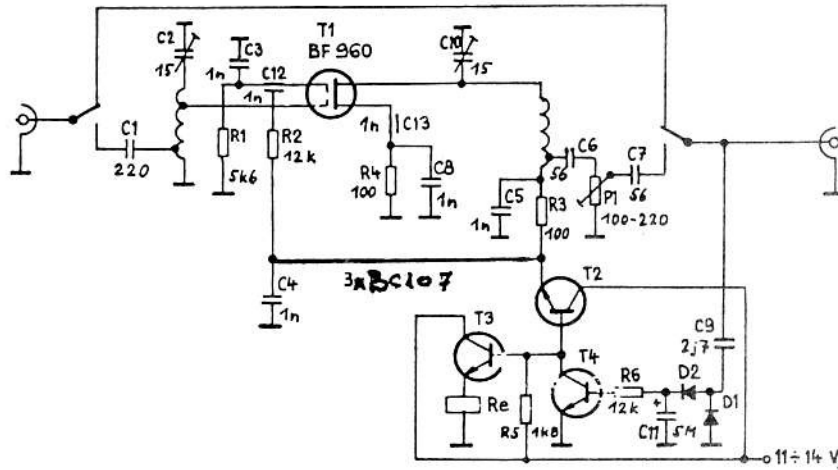 C2
15
C3
1n
C12
1n
T1
BF 960
C10
15
C1
220
R1
5k6
R2
12k
1n
C13
R4
100
C8
1n
C6
56
C7
56
P1
100-220
C5
1n
R3
100
C4
1n
3xBC107
T2
T3
T4
C9
2j7
D2
D1
R6
12k
+
C11
5M
Re
R5
1k8
11÷14 V